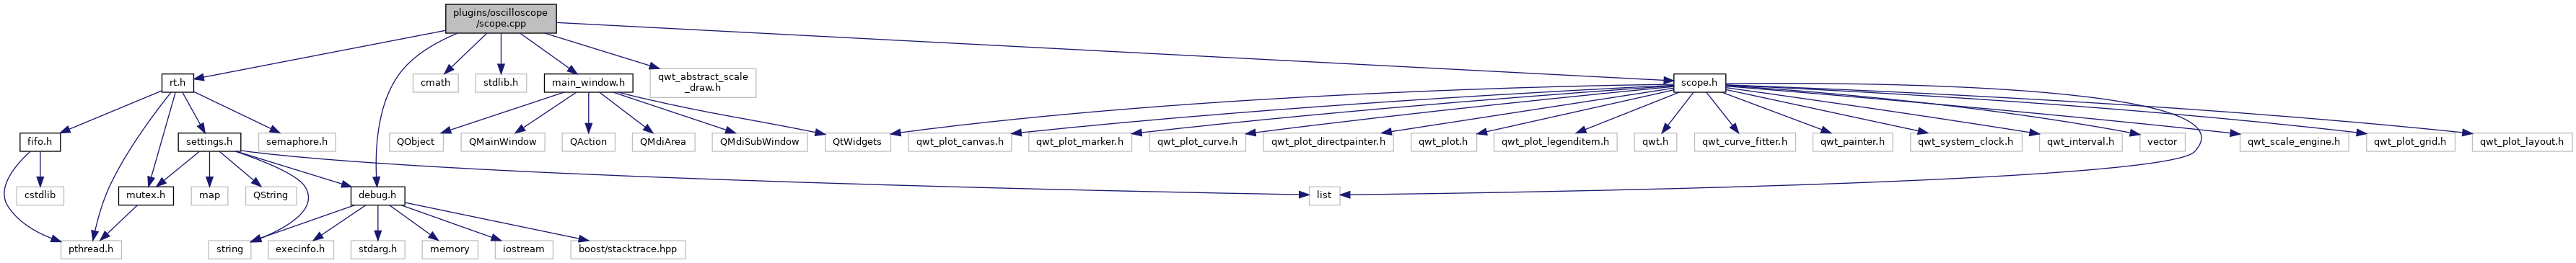 plugins/oscilloscope
/scope.cpp
rt.h
cmath
stdlib.h
main_window.h
qwt_abstract_scale
_draw.h
scope.h
fifo.h
settings.h
semaphore.h
QObject
QMainWindow
QAction
QMdiArea
QMdiSubWindow
QtWidgets
qwt_plot_canvas.h
qwt_plot_marker.h
qwt_plot_curve.h
qwt_plot_directpainter.h
qwt_plot.h
qwt_plot_legenditem.h
qwt.h
qwt_curve_fitter.h
qwt_painter.h
qwt_system_clock.h
qwt_interval.h
vector
qwt_scale_engine.h
qwt_plot_grid.h
qwt_plot_layout.h
cstdlib
mutex.h
map
QString
debug.h
list
pthread.h
string
execinfo.h
stdarg.h
memory
iostream
boost/stacktrace.hpp